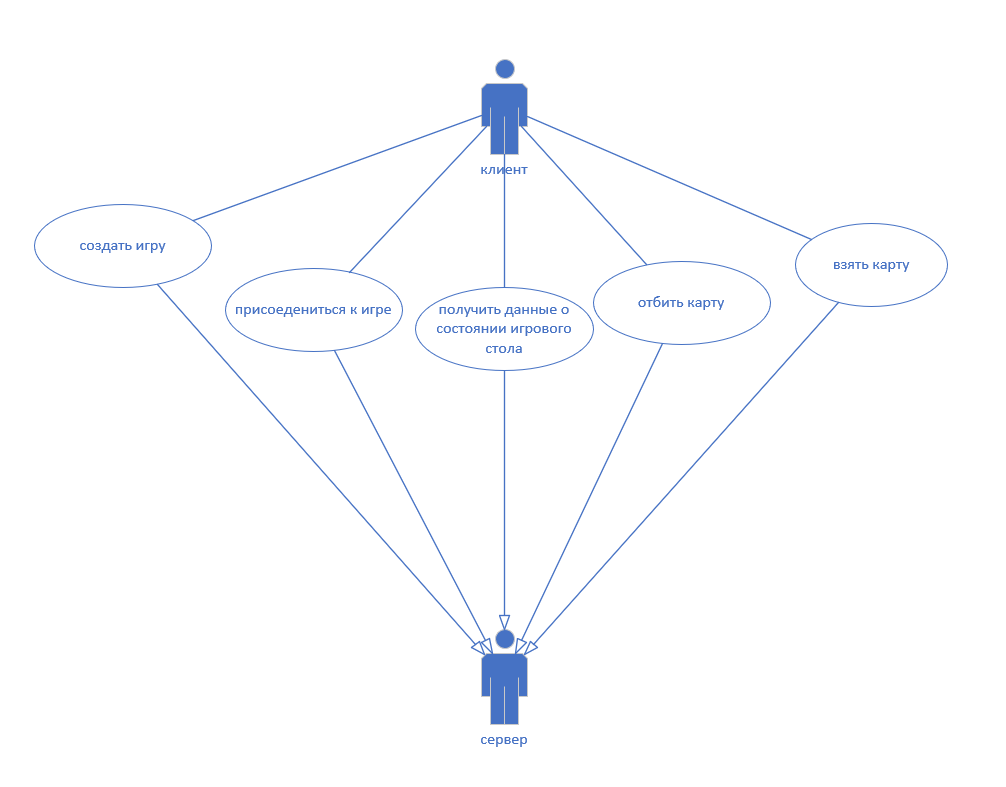 клиент
создать игру
взять карту
присоедениться к игре
получить данные о
состоянии игрового
стола
отбить карту
сервер